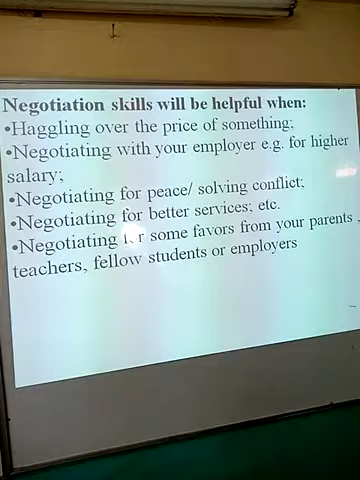 Negotiation skills will be helpful when:
•Haggling over the price of something;
•Negotiating with your employer e.g. for higher
salary;
•Negotiating for peace/ solving conflict;
•Negotiating for better services; etc.
•Negotiating for some favors from your parents ,
teachers, fellow students or employers